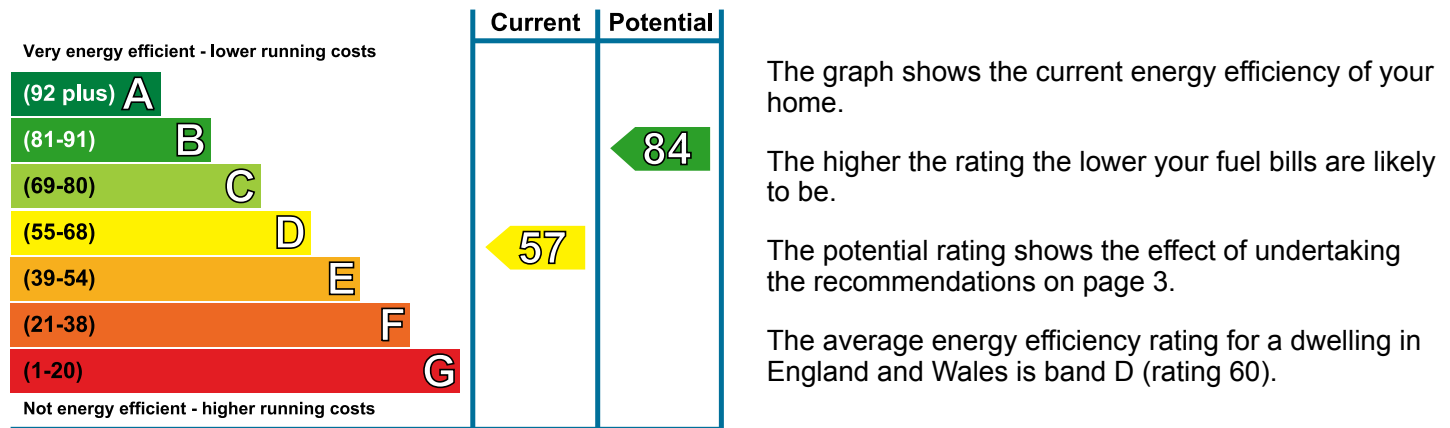 Current Potential
Very energy efficient - lower running costs
(92 plus) A
(81-91) B
84
(69-80) C
(55-68) D
57
(39-54) E
(21-38) F
(1-20) G
Not energy efficient - higher running costs
The graph shows the current energy efficiency of your
home.
The higher the rating the lower your fuel bills are likely
to be.
The potential rating shows the effect of undertaking
the recommendations on page 3.
The average energy efficiency rating for a dwelling in
England and Wales is band D (rating 60).